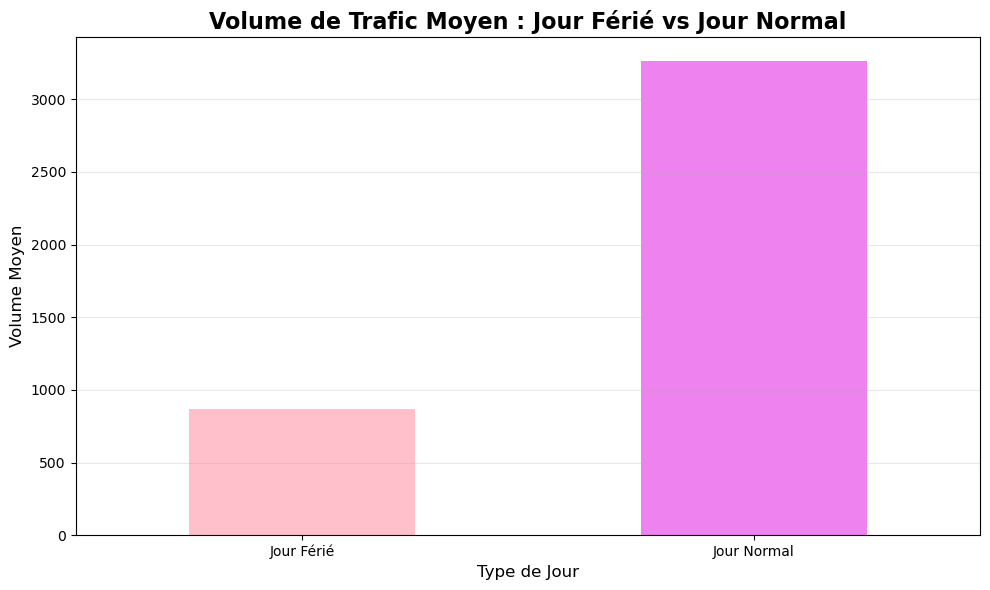 Volume de Trafic Moyen : Jour Férié vs Jour Normal
Volume Moyen
3000
2500
2000
1500
1000
500
0
Jour Férié
Jour Normal
Type de Jour